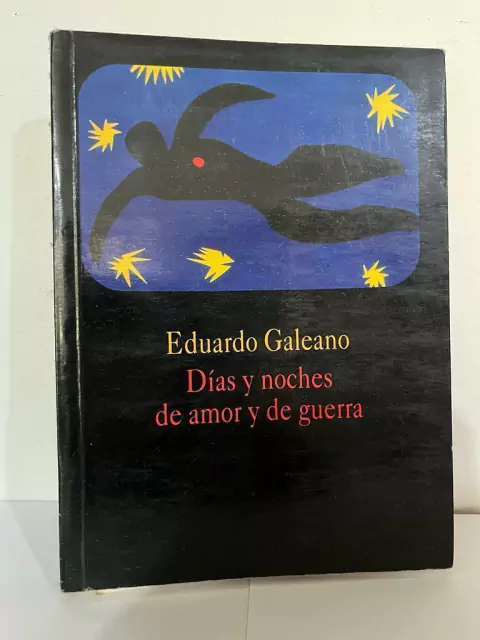 Eduardo Galeano
Días y noches
de amor y de guerra